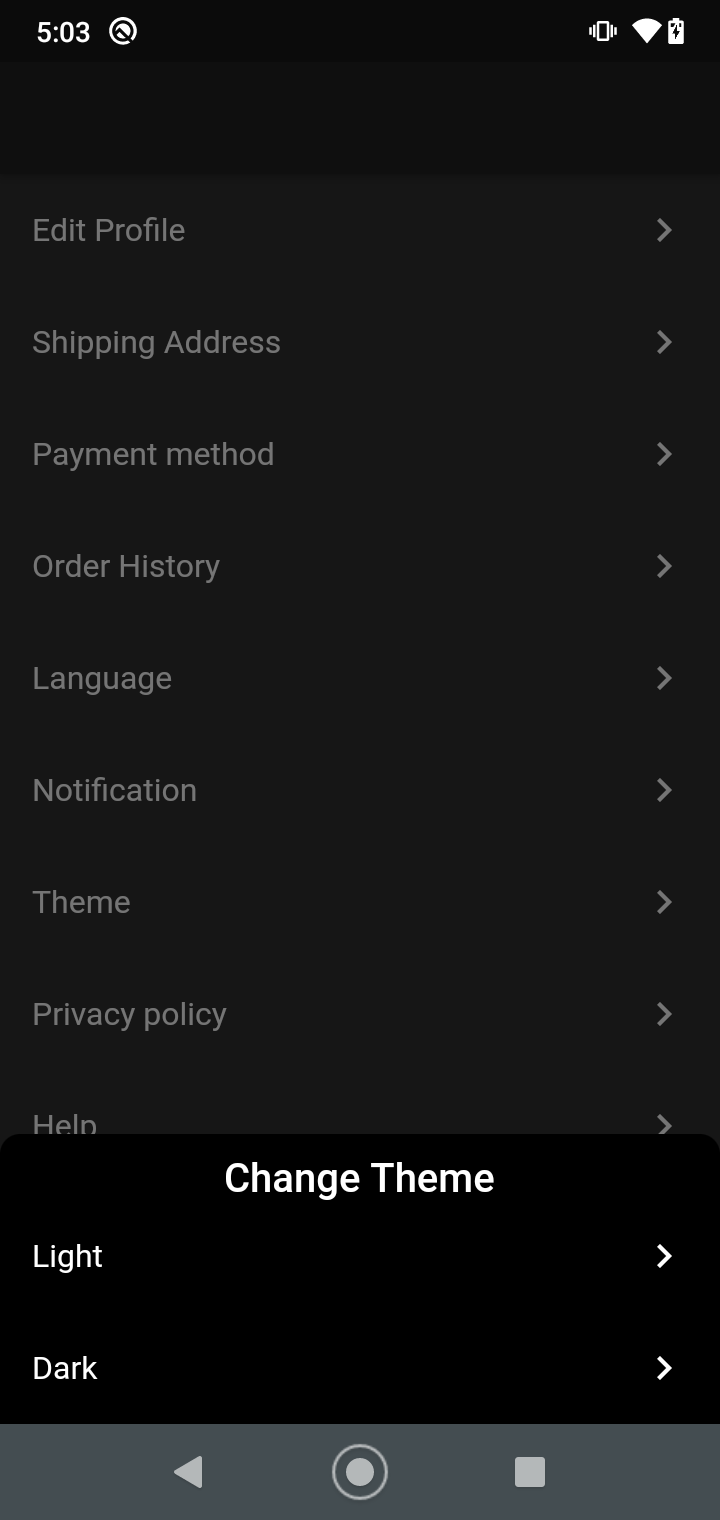 5:03
Edit Profile
Shipping Address
Payment method
Order History
Language
Notification
Theme
Privacy policy
Help
Change Theme
Light
Dark